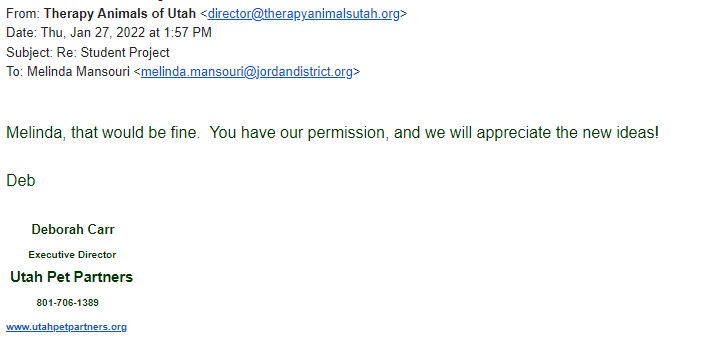 From: Therapy Animals of Utah <director@therapyanimalsutah.org>
Date: Thu, Jan 27, 2022 at 1:57 PM
Subject: Re: Student Project
To: Melinda Mansouri <melinda.mansouri@jordandistrict.org>
Melinda, that would be fine.  You have our permission, and we will appreciate the new ideas!
Deb
Deborah Carr
Executive Director
Utah Pet Partners
801-706-1389
www.utahpetpartners.org